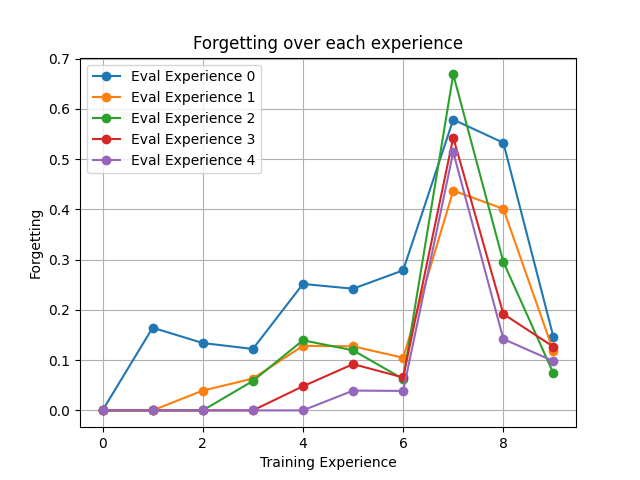 Forgetting over each experience
0.7
0.6
0.5
0.4
0.3
0.2
0.1
0.0
Forgetting
Eval Experience 0
Eval Experience 1
Eval Experience 2
Eval Experience 3
Eval Experience 4
0 2 4 6 8
Training Experience